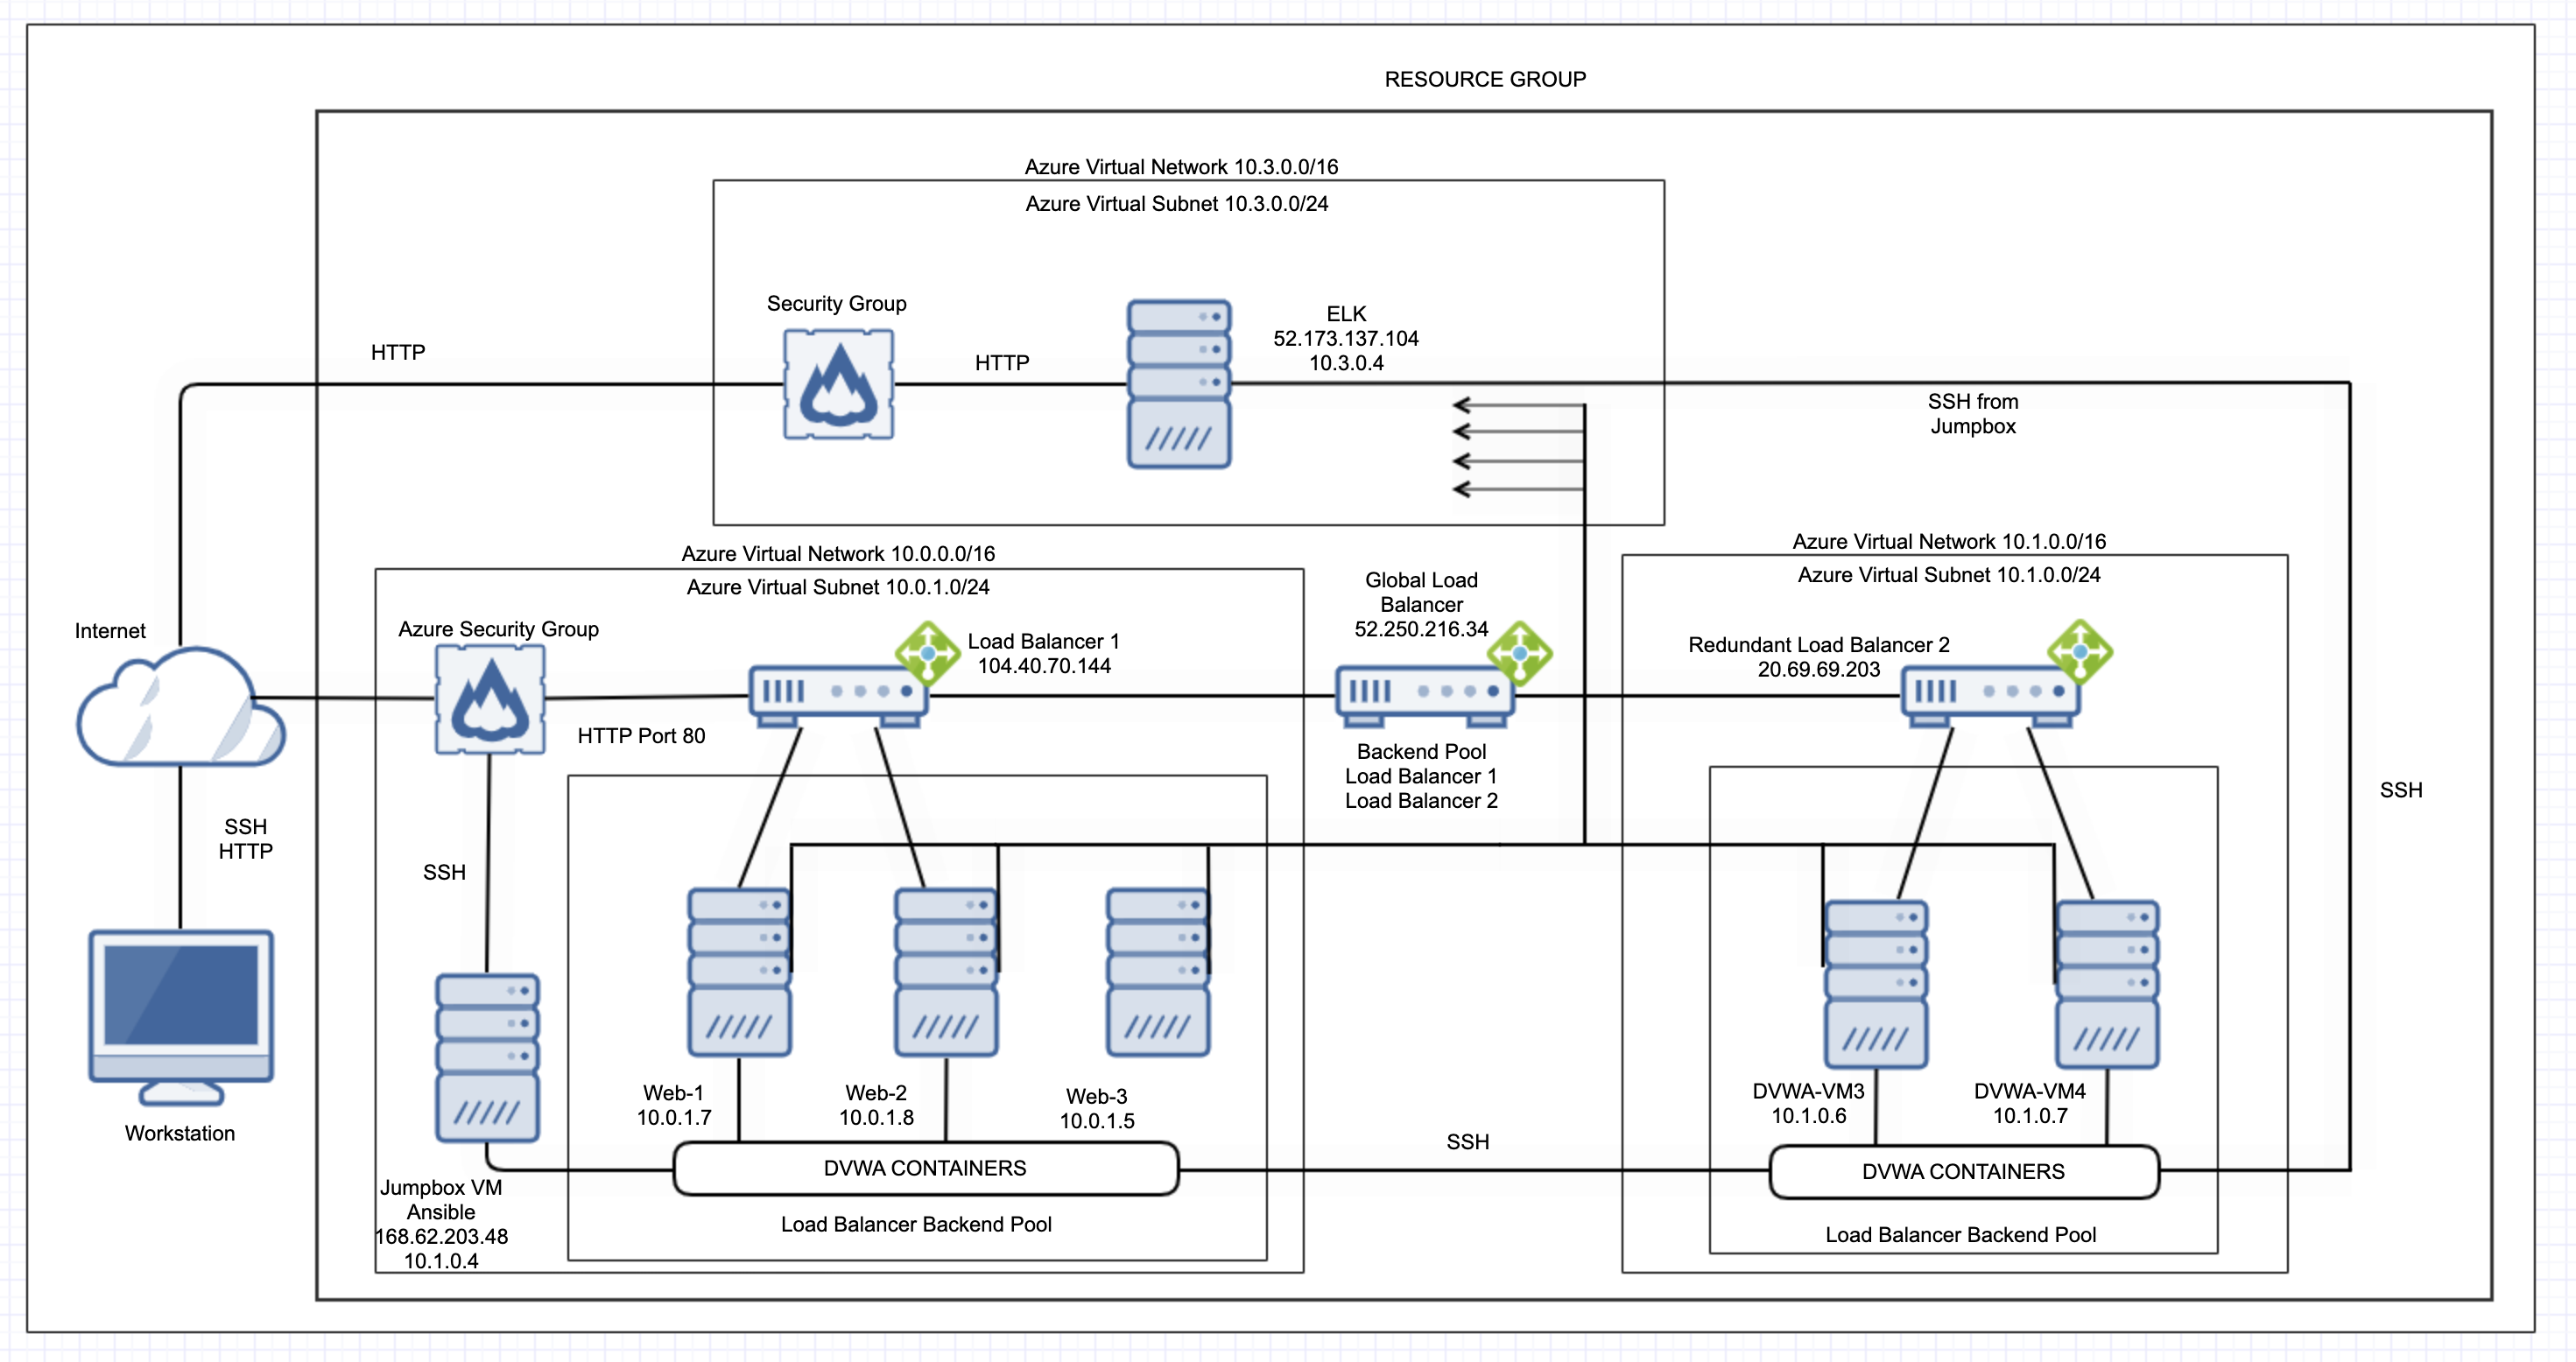 RESOURCE GROUP
Azure Virtual Network 10.3.0.0/16
Azure Virtual Subnet 10.3.0.0/24
Security Group
ELK
52.173.137.104
10.3.0.4
HTTP
HTTP
SSH from
Jumpbox
Azure Virtual Network 10.0.0.0/16
Azure Virtual Subnet 10.0.1.0/24
Azure Virtual Network 10.1.0.0/16
Azure Virtual Subnet 10.1.0.0/24
Internet
Azure Security Group
Load Balancer 1
104.40.70.144
Global Load
Balancer
52.250.216.34
Redundant Load Balancer 2
20.69.69.203
HTTP Port 80
Backend Pool
Load Balancer 1
Load Balancer 2
SSH
SSH
HTTP
SSH
Web-1
10.0.1.7
Web-2
10.0.1.8
Web-3
10.0.1.5
DVWA-VM3
10.1.0.6
DVWA-VM4
10.1.0.7
Workstation
SSH
DVWA CONTAINERS
DVWA CONTAINERS
Jumpbox VM
Ansible
168.62.203.48
10.1.0.4
Load Balancer Backend Pool
Load Balancer Backend Pool